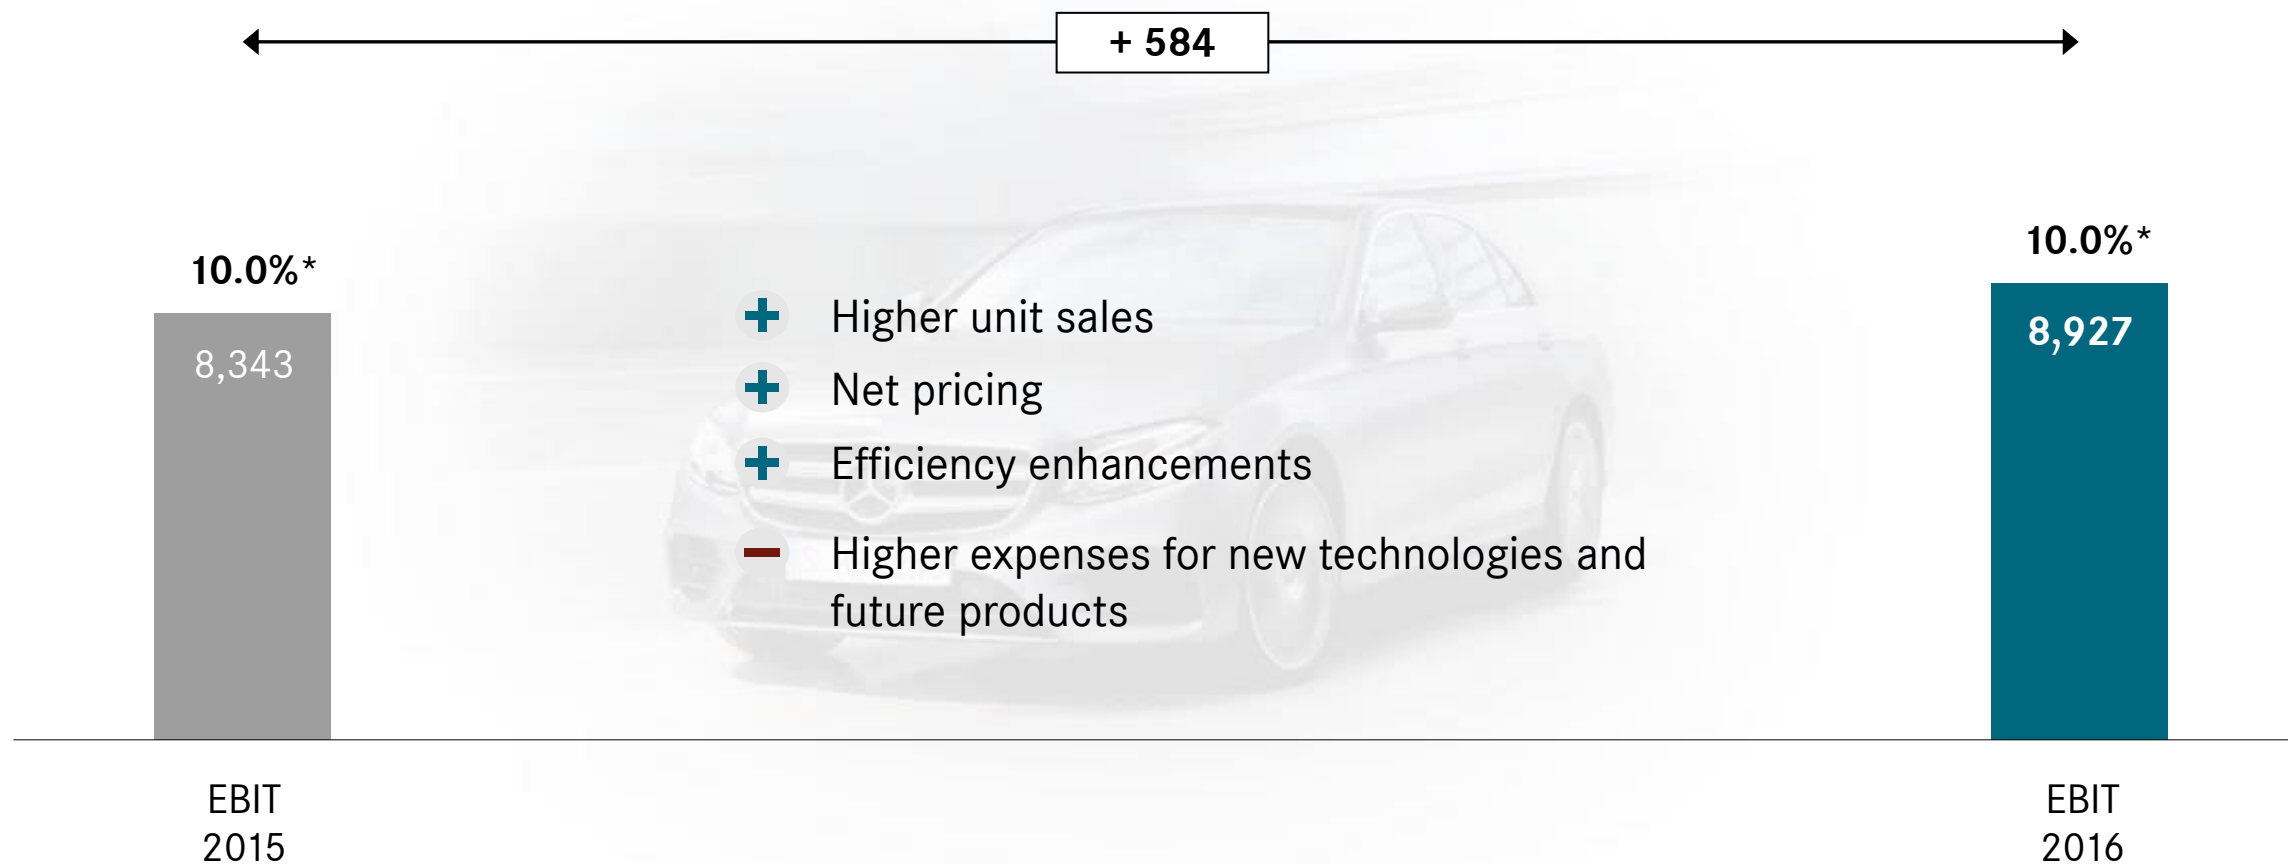 + 584
10.0%*
10.0%*
8,343
8,927
Higher unit sales
Net pricing
Efficiency enhancements
Higher expenses for new technologies and
future products
EBIT
2015
EBIT
2016